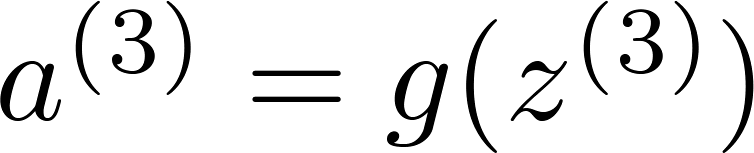 a^{(3)} = g(z^{(3)})